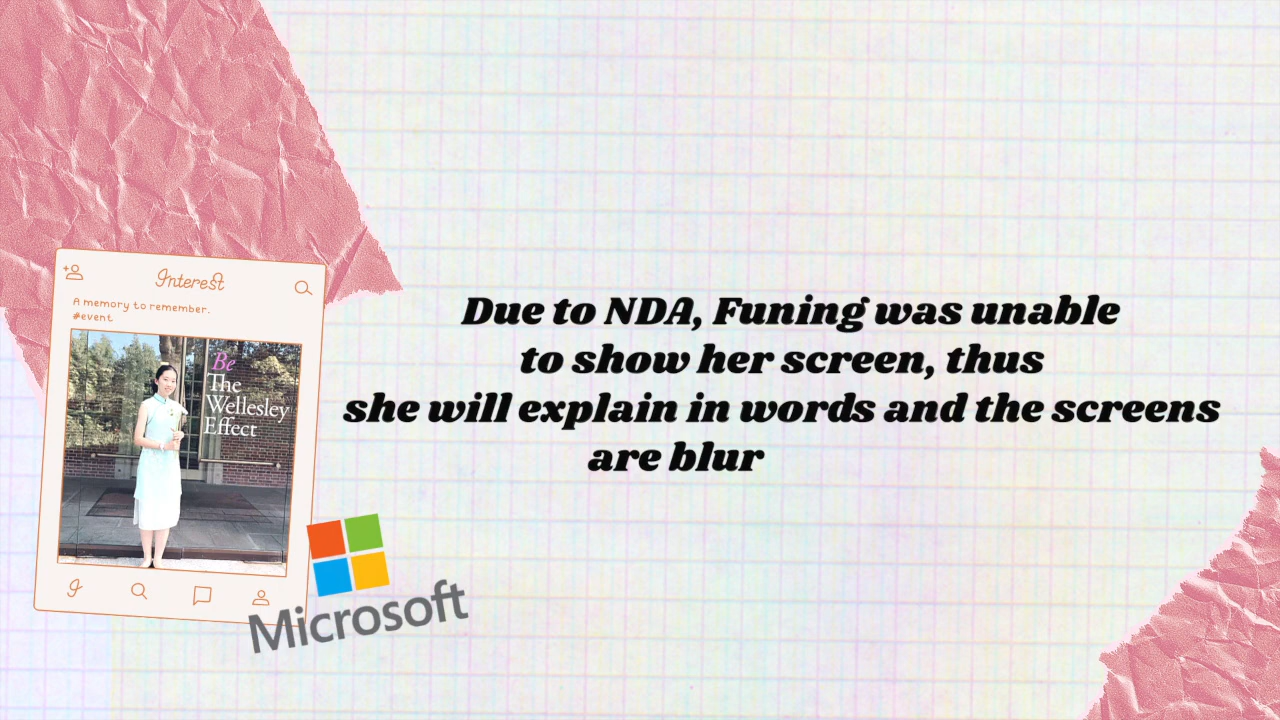 Interest
A memory to remember.
#event
Be
The
Wellesley
Effect
Due to NDA, Funing was unable
to show her screen, thus
she will explain in words and the screens
are blur
Microsoft